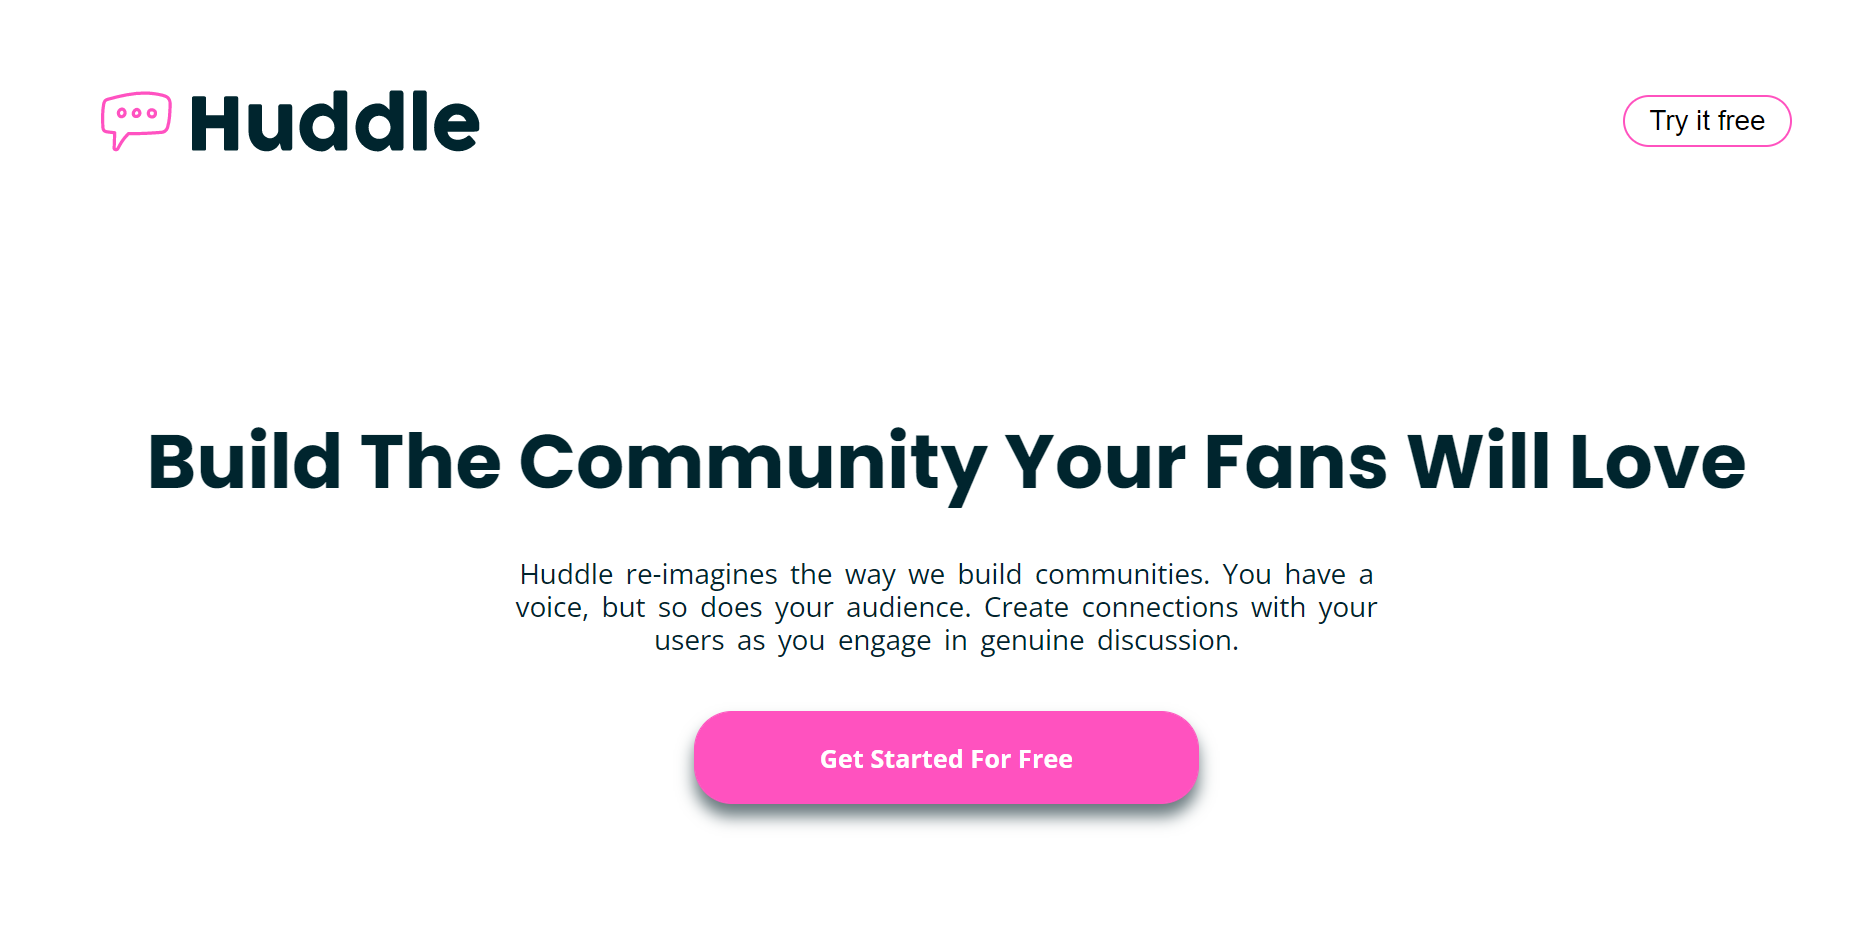 Huddle
Try it free
Build The Community Your Fans Will Love
Huddle re-imagines the way we build communities. You have a
voice, but so does your audience. Create connections with your
users as you engage in genuine discussion.
Get Started For Free